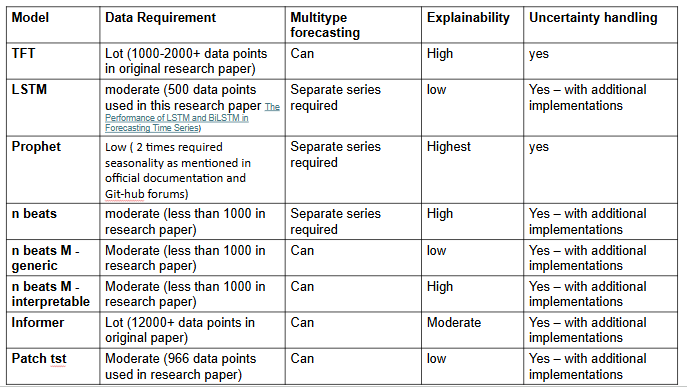 Model Data Requirement Multitype forecasting Explainability Uncertainty handling
TFT Lot (1000-2000+ data points in original research paper) Can High yes
LSTM moderate (500 data points used in this research paper The Performance of LSTM and BiLSTM in Forecasting Time Series) Separate series required low Yes – with additional implementations
Prophet Low ( 2 times required seasonality as mentioned in official documentation and Git-hub forums) Separate series required Highest yes
n beats moderate (less than 1000 in research paper) Separate series required High Yes – with additional implementations
n beats M - generic Moderate (less than 1000 in research paper) Can low Yes – with additional implementations
n beats M - interpretable Moderate (less than 1000 in research paper) Can High Yes – with additional implementations
Informer Lot (12000+ data points in original paper) Can Moderate Yes – with additional implementations
Patch tst Moderate (966 data points used in research paper) Can low Yes – with additional implementations